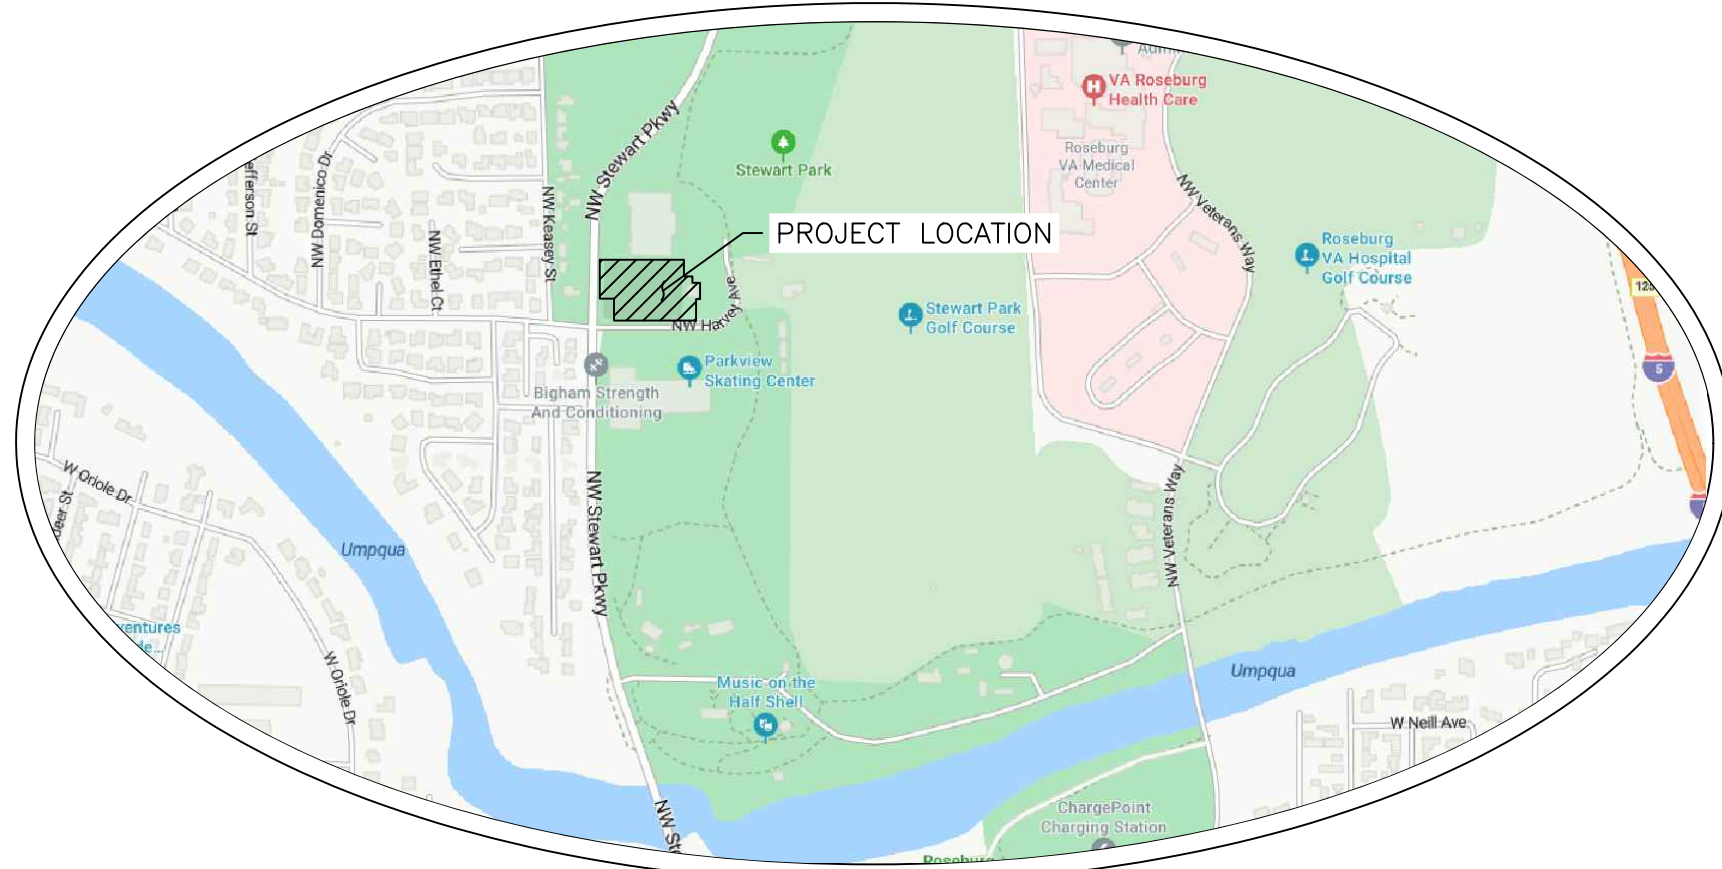 VA Roseburg
Health Care
NW Stewart Pkwy
Stewart Park
Roseburg
VA Medical
Center
NW Domenico Dr
NW Keasey St
NW Ethel Ct
NW Veterans Way
PROJECT LOCATION
Roseburg
VA Hospital
Golf Course
NW Harvey Ave
Stewart Park
Golf Course
Parkview
Skating Center
5
Bigham Strength
And Conditioning
W Oriole Dr
NW Stewart Pkwy
NW Veterans Way
Umpqua
W Oriole Dr
Umpqua
Music on the
Half Shell
W Neill Ave
ChargePoint
Charging Station